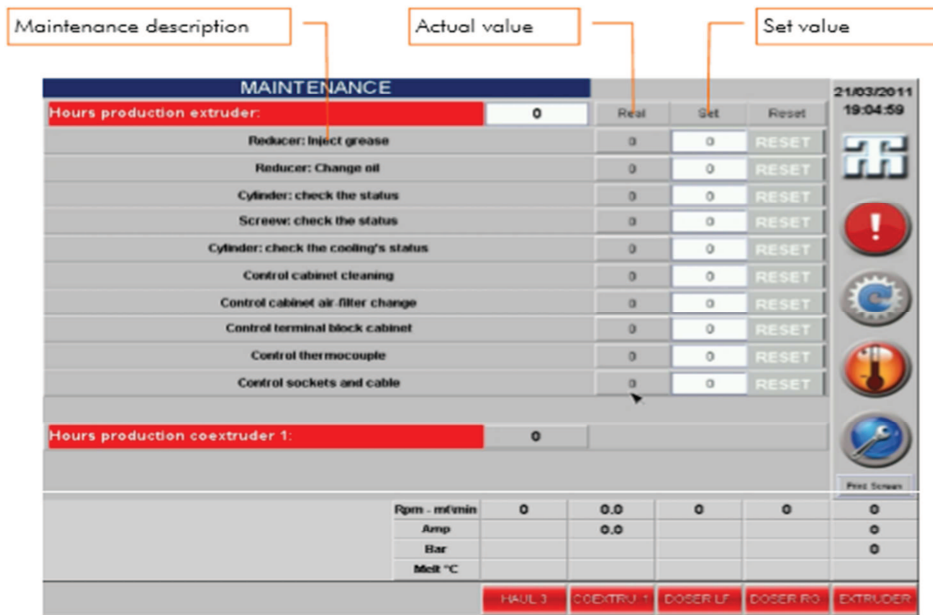 Maintenance description Actual value Set value
MAINTENANCE 21/03/2011
Hours production extruder: 0 Real Set Reset 19:04:59
Reducer: Inject grease 0 0 RESET
Reducer: Change oil 0 0 RESET
Cylinder: check the status 0 0 RESET
Screew: check the status 0 0 RESET
Cylinder: check the cooling's status 0 0 RESET
Control cabinet cleaning 0 0 RESET
Control cabinet air-filter change 0 0 RESET
Control terminal block cabinet 0 0 RESET
Control thermocouple 0 0 RESET
Control sockets and cable 0 0 RESET
Hours production coextruder 1: 0
Print Screen
Rpm - mt\min 0 0.0 0 0 0
Amp 0.0 0
Bar 0
Melt °C
HAUL 3 COEXTRU. 1 DOSER LF DOSER RG EXTRUDER